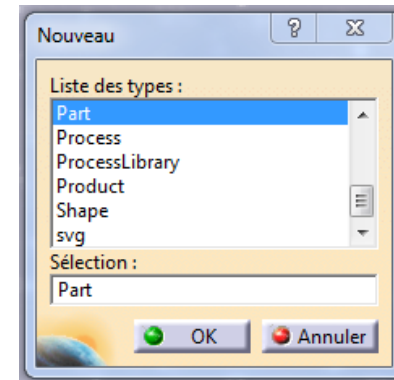 Nouveau
Liste des types :
Part
Process
ProcessLibrary
Product
Shape
svg
Sélection :
Part
OK Annuler